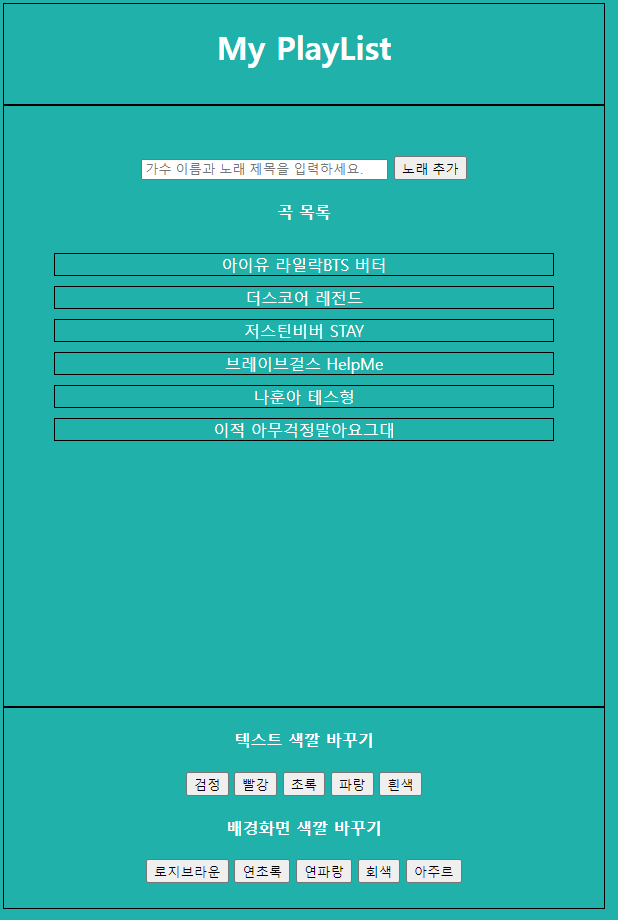 My PlayList
가수 이름과 노래 제목을 입력하세요. 노래 추가
곡 목록
아이유 라일락BTS 버터
더스코어 레전드
저스틴비버 STAY
브레이브걸스 HelpMe
나훈아 테스형
이적 아무걱정말아요그대
텍스트 색깔 바꾸기
검정 빨강 초록 파랑 흰색
배경화면 색깔 바꾸기
로지브라운 연초록 연파랑 회색 아주르